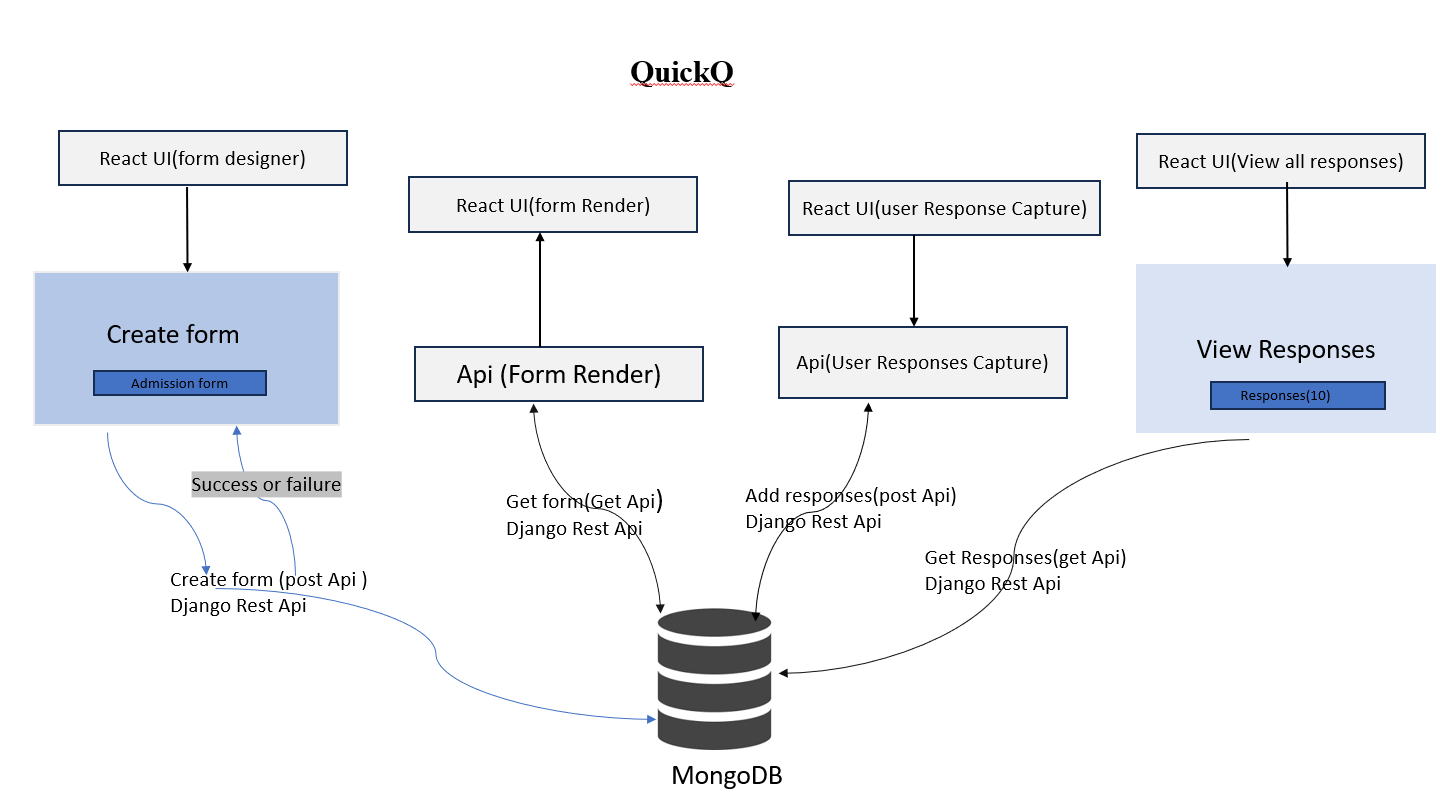 QuickQ
React UI(form designer)
React UI(View all responses)
React UI(form Render)
React UI(user Response Capture)
Create form
Admission form
Api (Form Render)
Api(User Responses Capture)
View Responses
Responses(10)
Success or failure
Get form(Get Api)
Django Rest Api
Add responses(post Api)
Django Rest Api
Get Responses(get Api)
Django Rest Api
Create form (post Api )
Django Rest Api
MongoDB